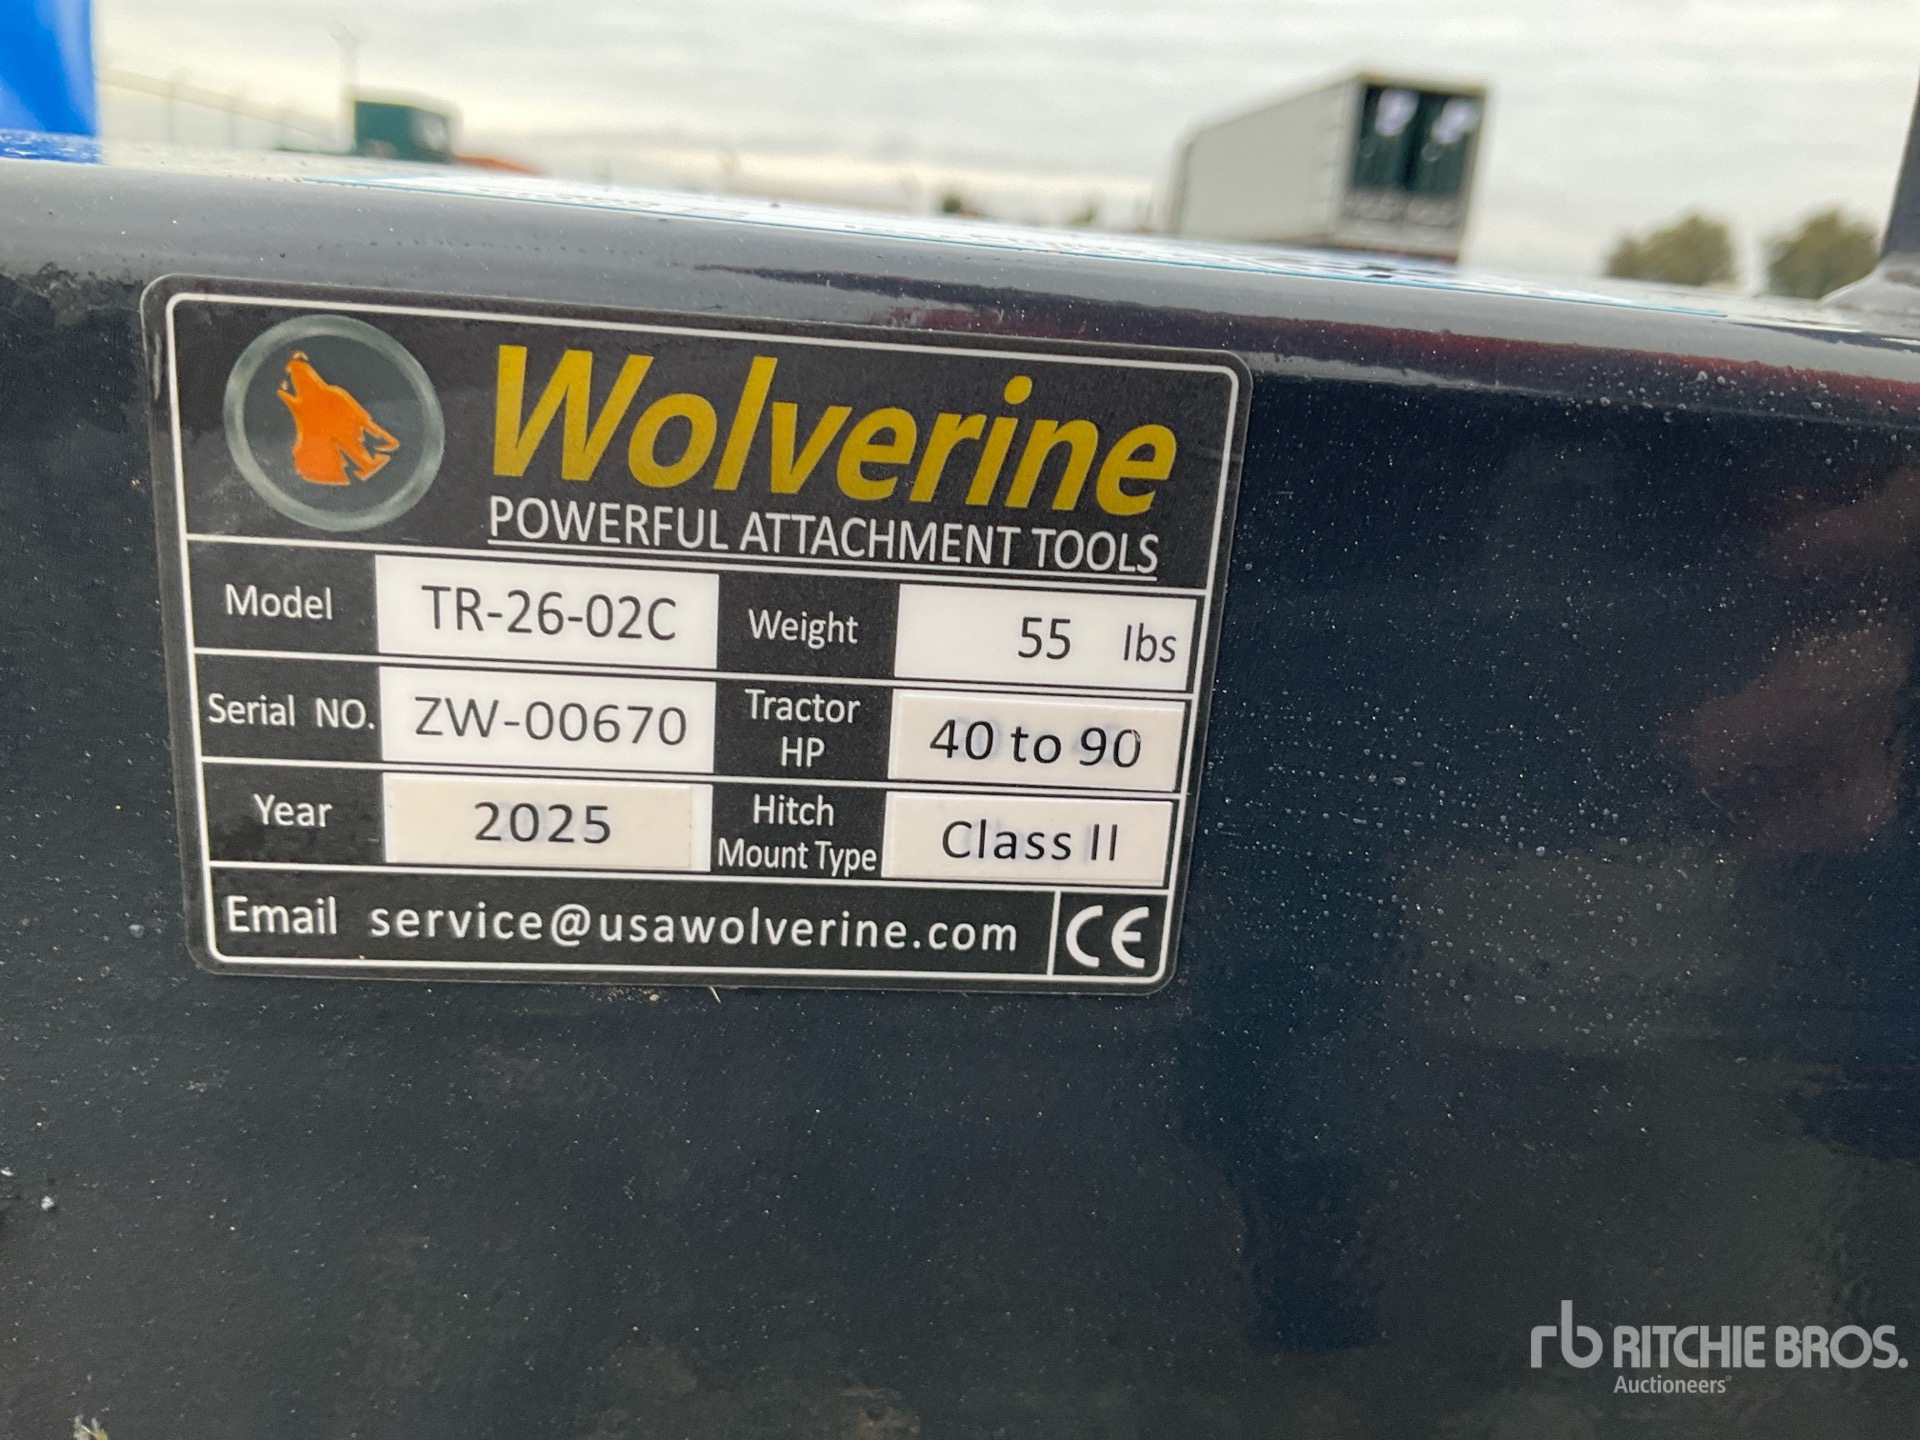 Wolverine
POWERFUL ATTACHMENT TOOLS
Model TR-26-02C Weight 55 lbs
Serial NO. ZW-00670 Tractor HP 40 to 90
Year 2025 Hitch Mount Type Class II
Email service@usawolverine.com CE
rb RITCHIE BROS.
Auctioneers